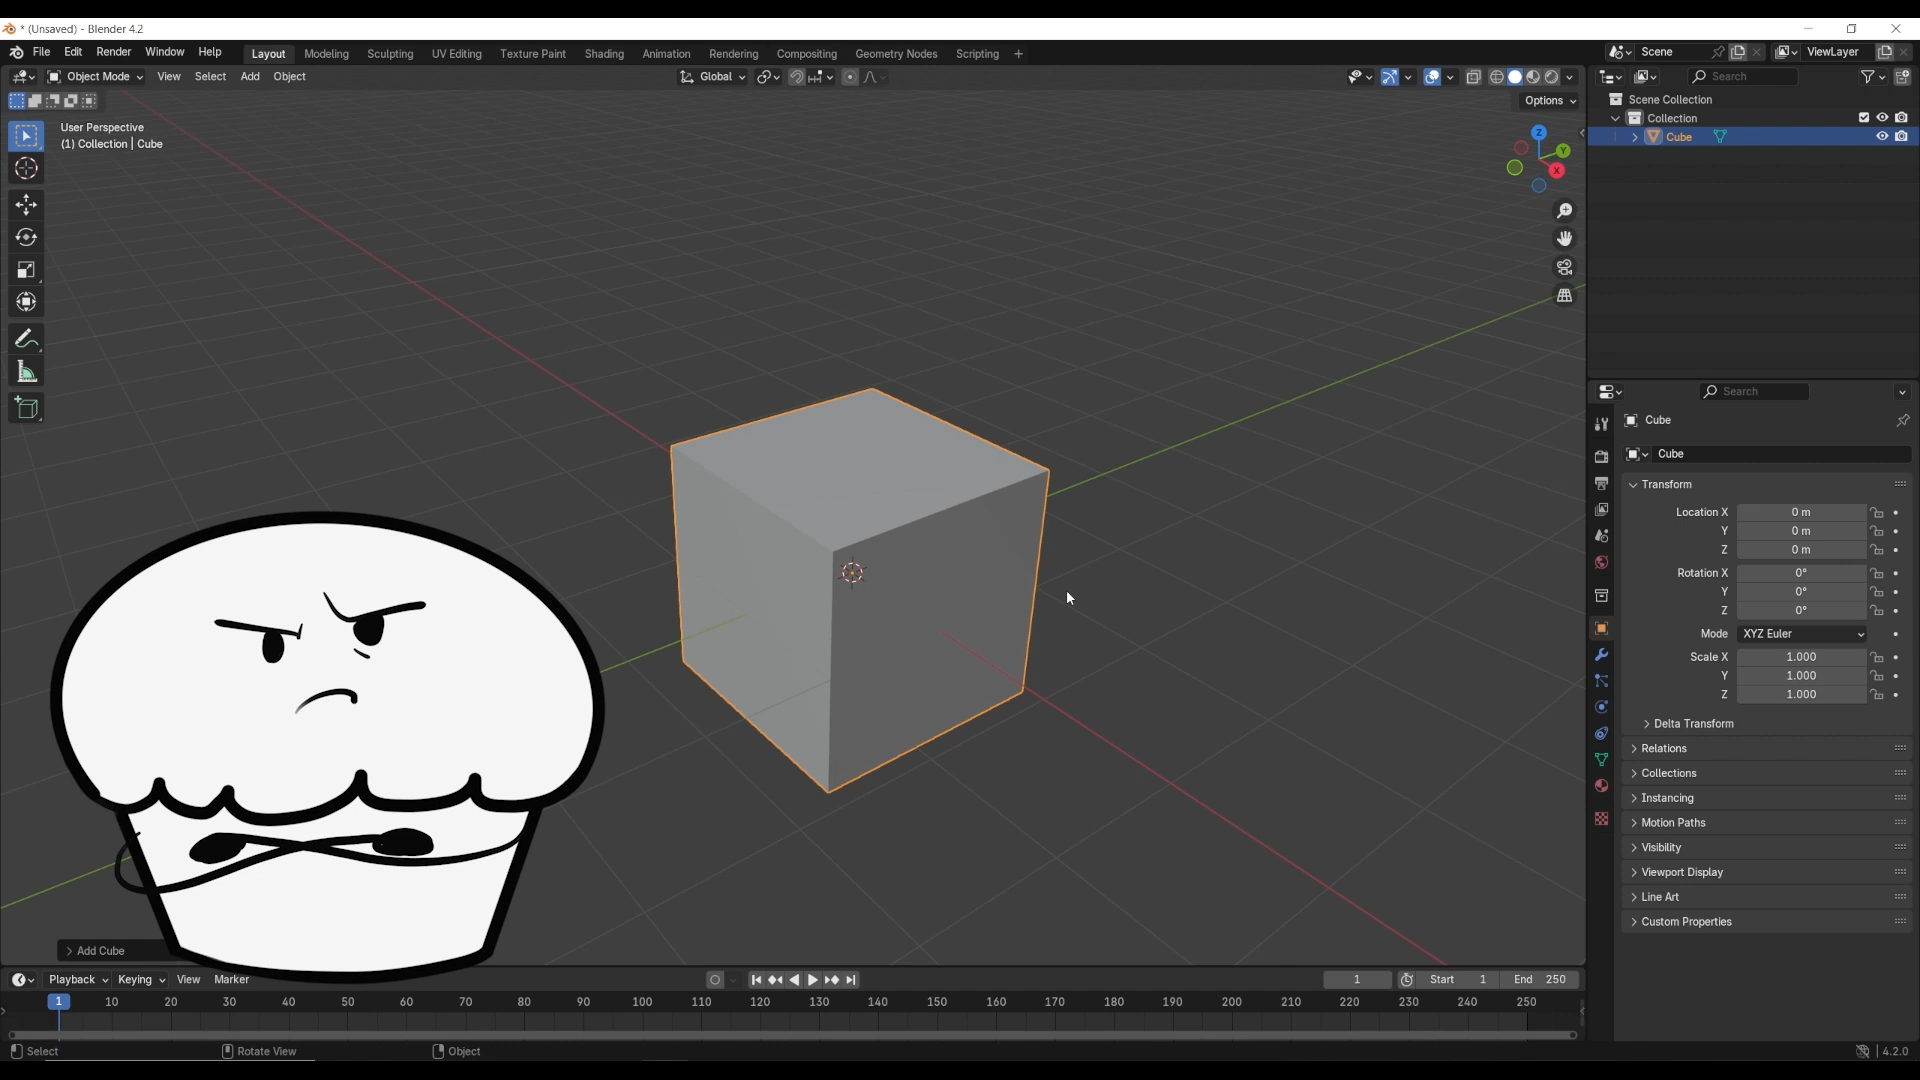 * (Unsaved) - Blender 4.2
File Edit Render Window Help Layout Modeling Sculpting UV Editing Texture Paint Shading Animation Rendering Compositing Geometry Nodes Scripting + Scene ViewLayer
Object Mode View Select Add Object Global Search
Options
User Perspective
(1) Collection | Cube
Z
Y
X
Scene Collection
Collection
Cube
Search
Cube
Cube
Transform
Location X 0 m
Y 0 m
Z 0 m
Rotation X 0°
Y 0°
Z 0°
Mode XYZ Euler
Scale X 1.000
Y 1.000
Z 1.000
Delta Transform
Relations
Collections
Instancing
Motion Paths
Visibility
Viewport Display
Line Art
Custom Properties
Add Cube
Playback Keying View Marker 1 Start 1 End 250
1 10 20 30 40 50 60 70 80 90 100 110 120 130 140 150 160 170 180 190 200 210 220 230 240 250
Select Rotate View Object 4.2.0